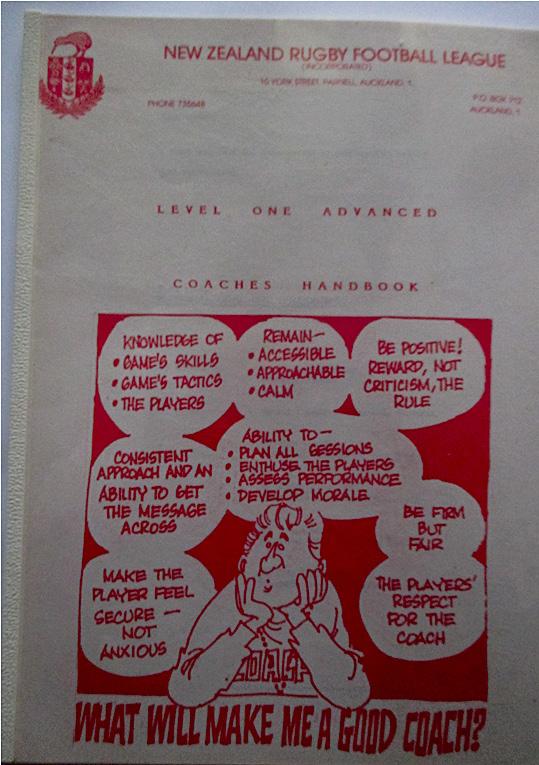 NEW ZEALAND RUGBY FOOTBALL LEAGUE
(INCORPORATED)
10 YORK STREET, PARNELL, AUCKLAND, 1.
PHONE 735648
P.O. BOX 712
AUCKLAND, 1
LEVEL ONE ADVANCED
COACHES HANDBOOK
KNOWLEDGE OF
• GAME'S SKILLS
• GAME'S TACTICS
• THE PLAYERS
REMAIN—
• ACCESSIBLE
• APPROACHABLE
• CALM
BE POSITIVE!
REWARD, NOT
CRITICISM, THE
RULE
CONSISTENT
APPROACH AND AN
ABILITY TO GET
THE MESSAGE
ACROSS
ABILITY TO—
• PLAN ALL SESSIONS
• ENTHUSE THE PLAYERS
• ASSESS PERFORMANCE
• DEVELOP MORALE
BE FIRM
BUT
FAIR
MAKE THE
PLAYER FEEL
SECURE —
NOT
ANXIOUS
THE PLAYERS'
RESPECT
FOR THE
COACH
COACH
WHAT WILL MAKE ME A GOOD COACH?